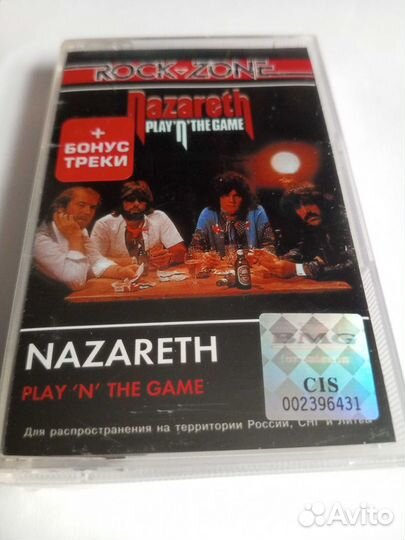 ROCK-ZONE
Nazareth
PLAY 'N' THE GAME
+
БОНУС
ТРЕКИ
NAZARETH
PLAY 'N' THE GAME
BMG
CIS
002396431
Для распространения на территории России, СНГ и
Avito